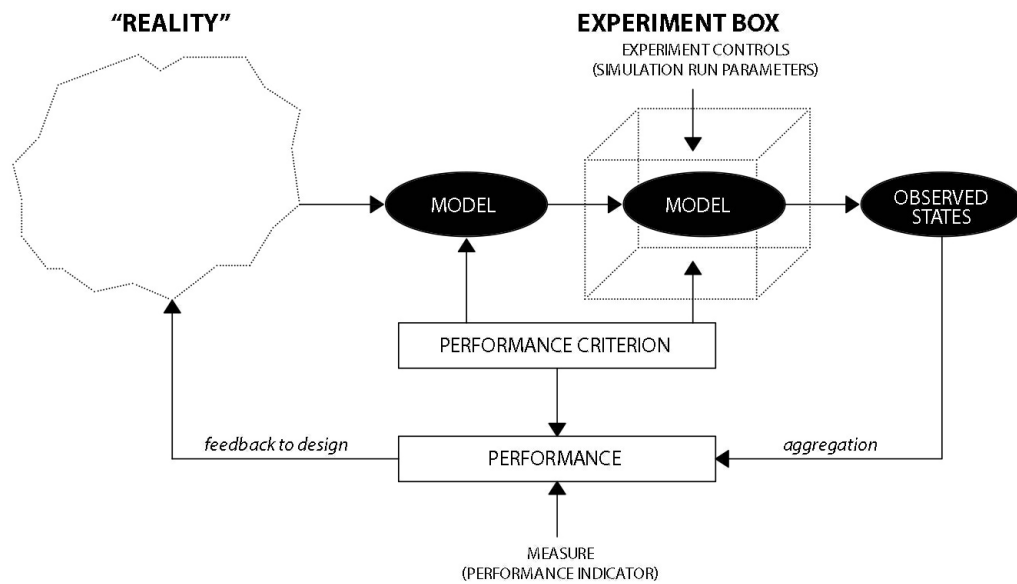 “REALITY”
EXPERIMENT BOX
EXPERIMENT CONTROLS
(SIMULATION RUN PARAMETERS)
MODEL
MODEL
OBSERVED
STATES
PERFORMANCE CRITERION
feedback to design
PERFORMANCE
aggregation
MEASURE
(PERFORMANCE INDICATOR)